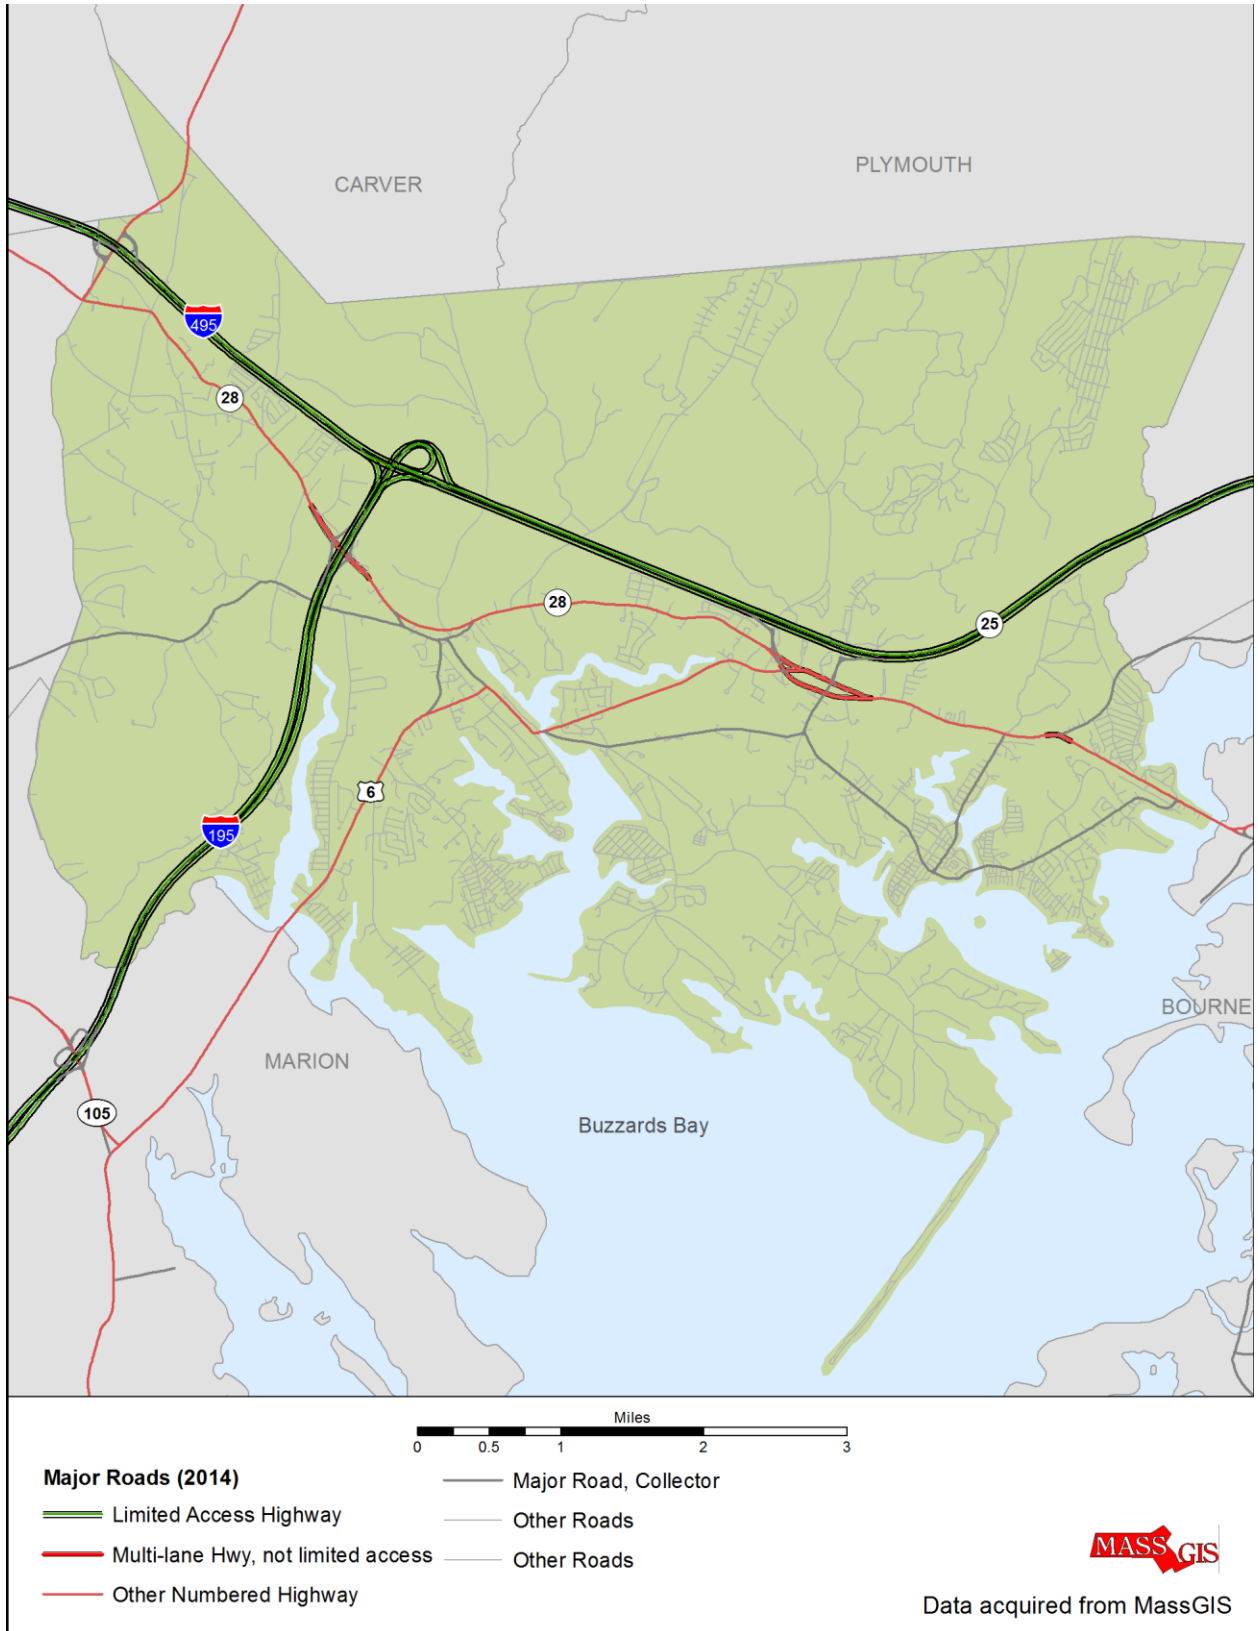 CARVER
PLYMOUTH
495
28
28
25
6
195
BOURNE
MARION
105
Buzzards Bay
Miles
0 0.5 1 2 3
Major Roads (2014)
Limited Access Highway
Multi-lane Hwy, not limited access
Other Numbered Highway
Major Road, Collector
Other Roads
Other Roads
MASS GIS
Data acquired from MassGIS